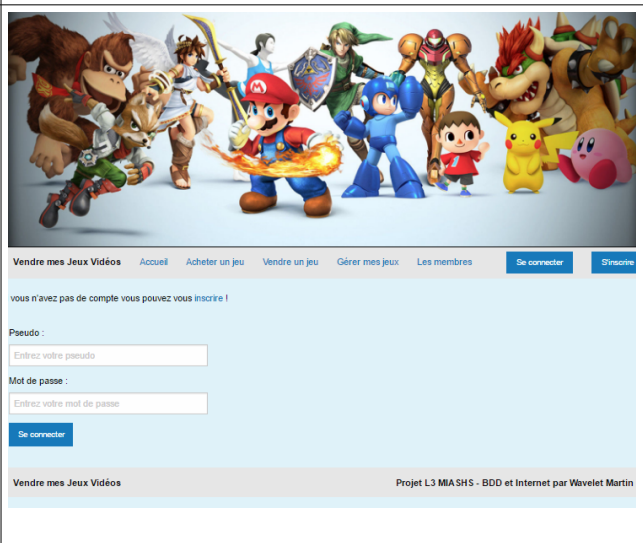 Vendre mes Jeux Vidéos Accueil Acheter un jeu Vendre un jeu Gérer mes jeux Les membres Se connecter S'inscrire
vous n'avez pas de compte vous pouvez vous inscrire !
Pseudo :
Entrez votre pseudo
Mot de passe :
Entrez votre mot de passe
Se connecter
Vendre mes Jeux Vidéos Projet L3 MIASHS - BDD et Internet par Wavelet Martin